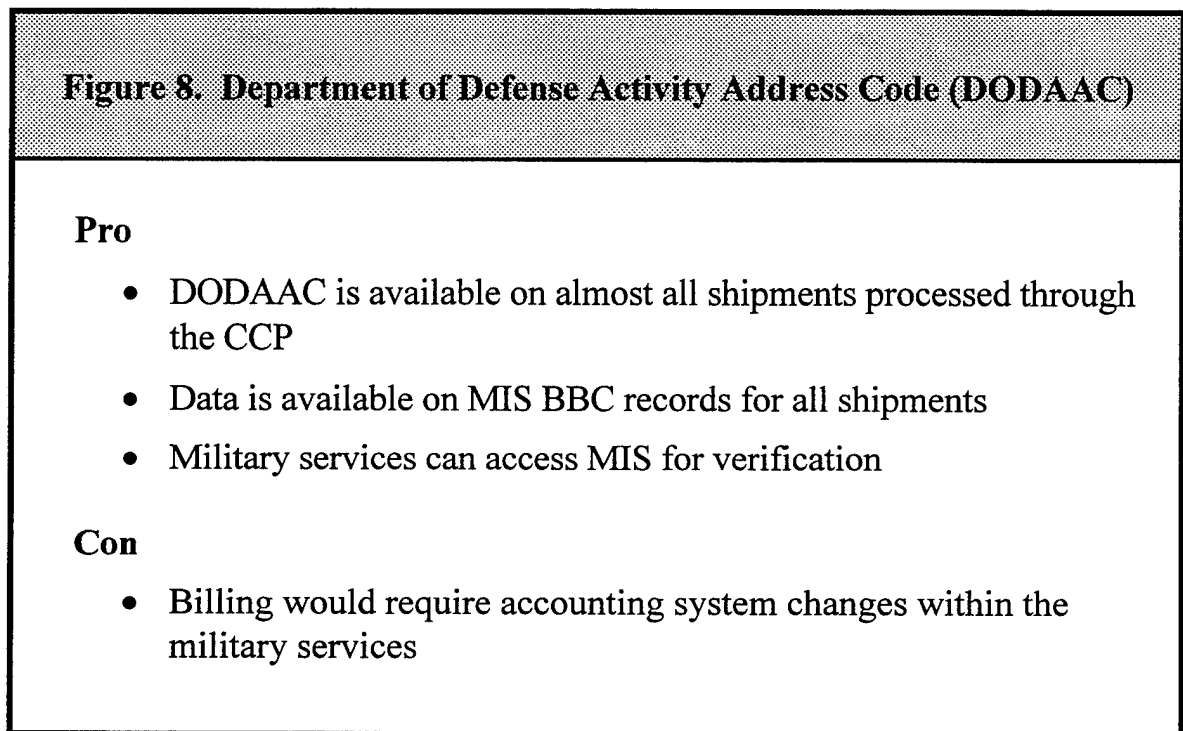 Figure 8. Department of Defense Activity Address Code (DODAAC)
Pro
• DODAAC is available on almost all shipments processed through
the CCP
• Data is available on MIS BBC records for all shipments
• Military services can access MIS for verification
Con
• Billing would require accounting system changes within the
military services